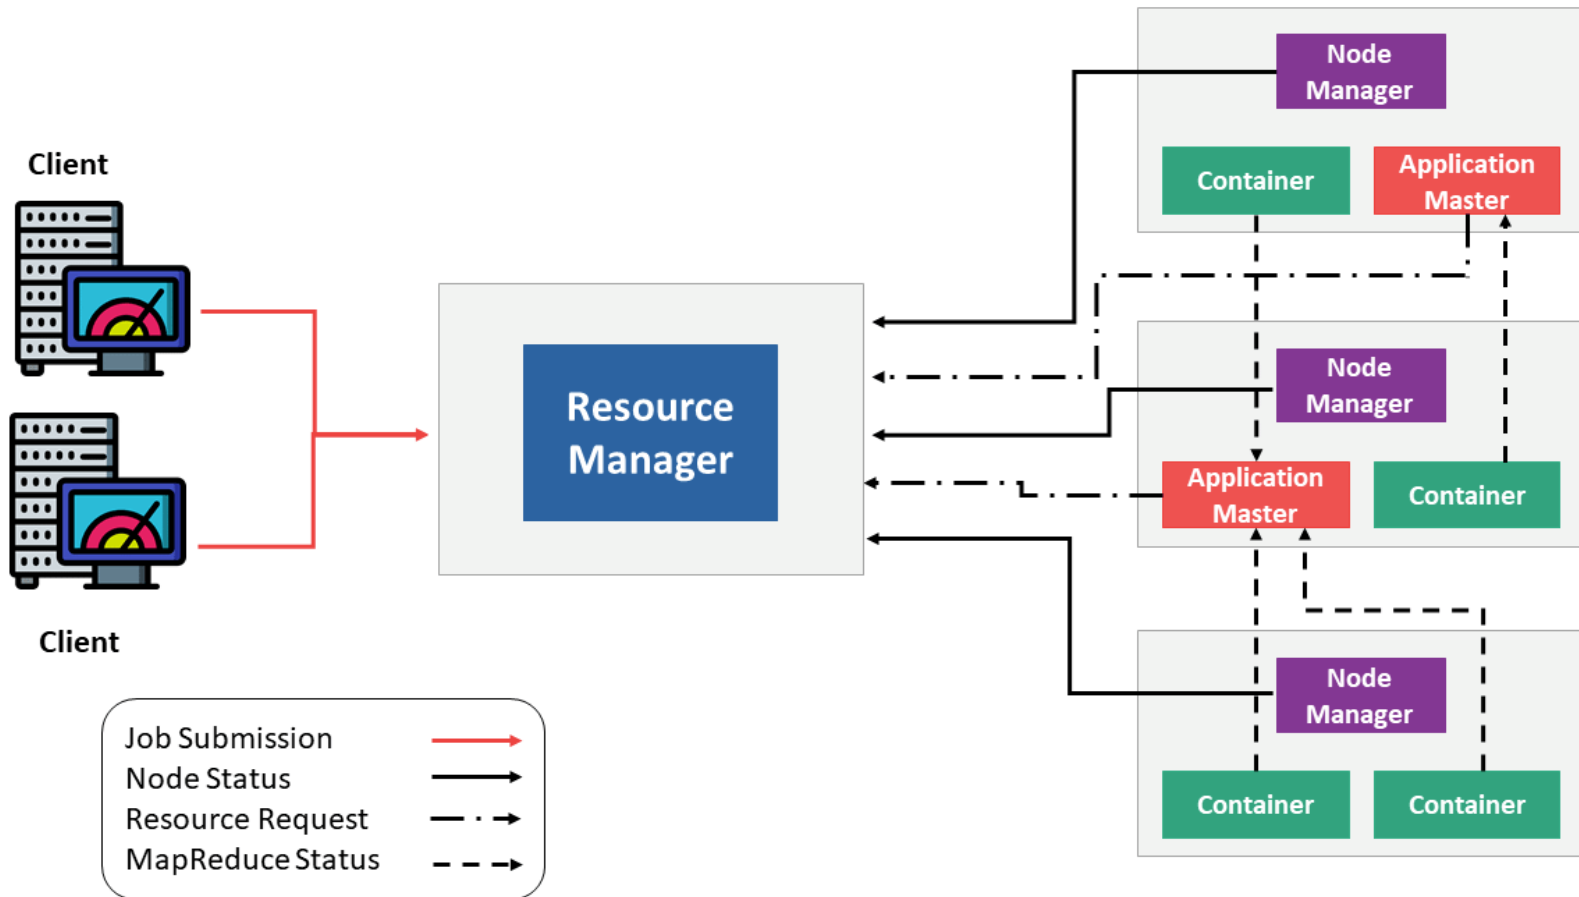 Client
Client
Job Submission
Node Status
Resource Request
MapReduce Status
Resource
Manager
Node
Manager
Container
Application
Master
Node
Manager
Application
Master
Container
Node
Manager
Container
Container